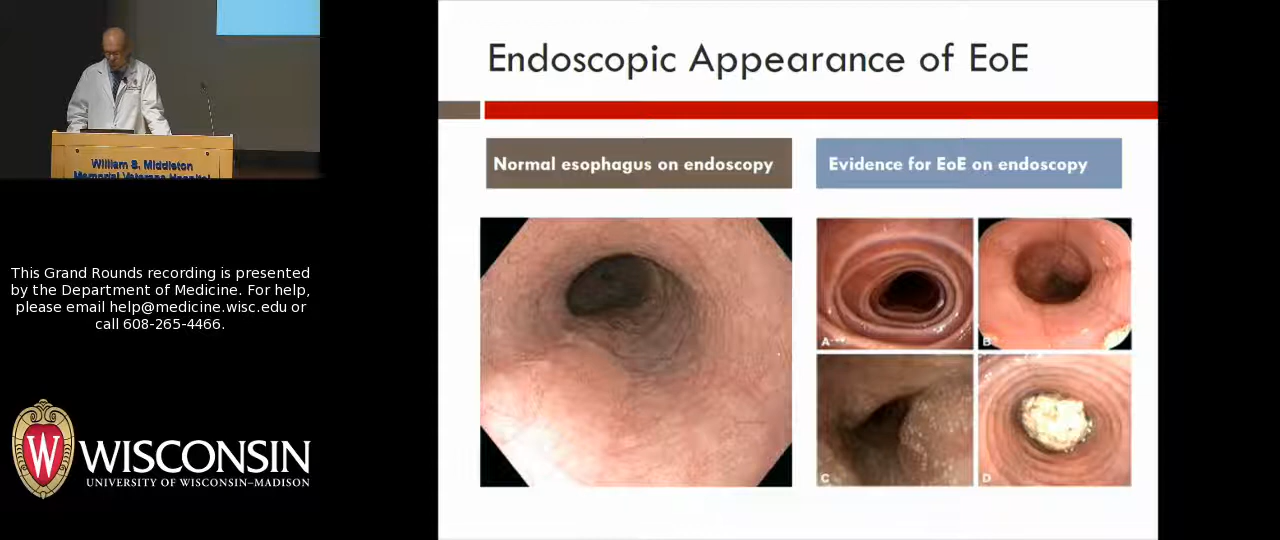 William S. Middleton
Memorial Veterans Hospital
This Grand Rounds recording is presented
by the Department of Medicine. For help,
please email help@medicine.wisc.edu or
call 608-265-4466.
W
WISCONSIN
UNIVERSITY OF WISCONSIN–MADISON
Endoscopic Appearance of EoE
Normal esophagus on endoscopy
Evidence for EoE on endoscopy
A
B
C
D